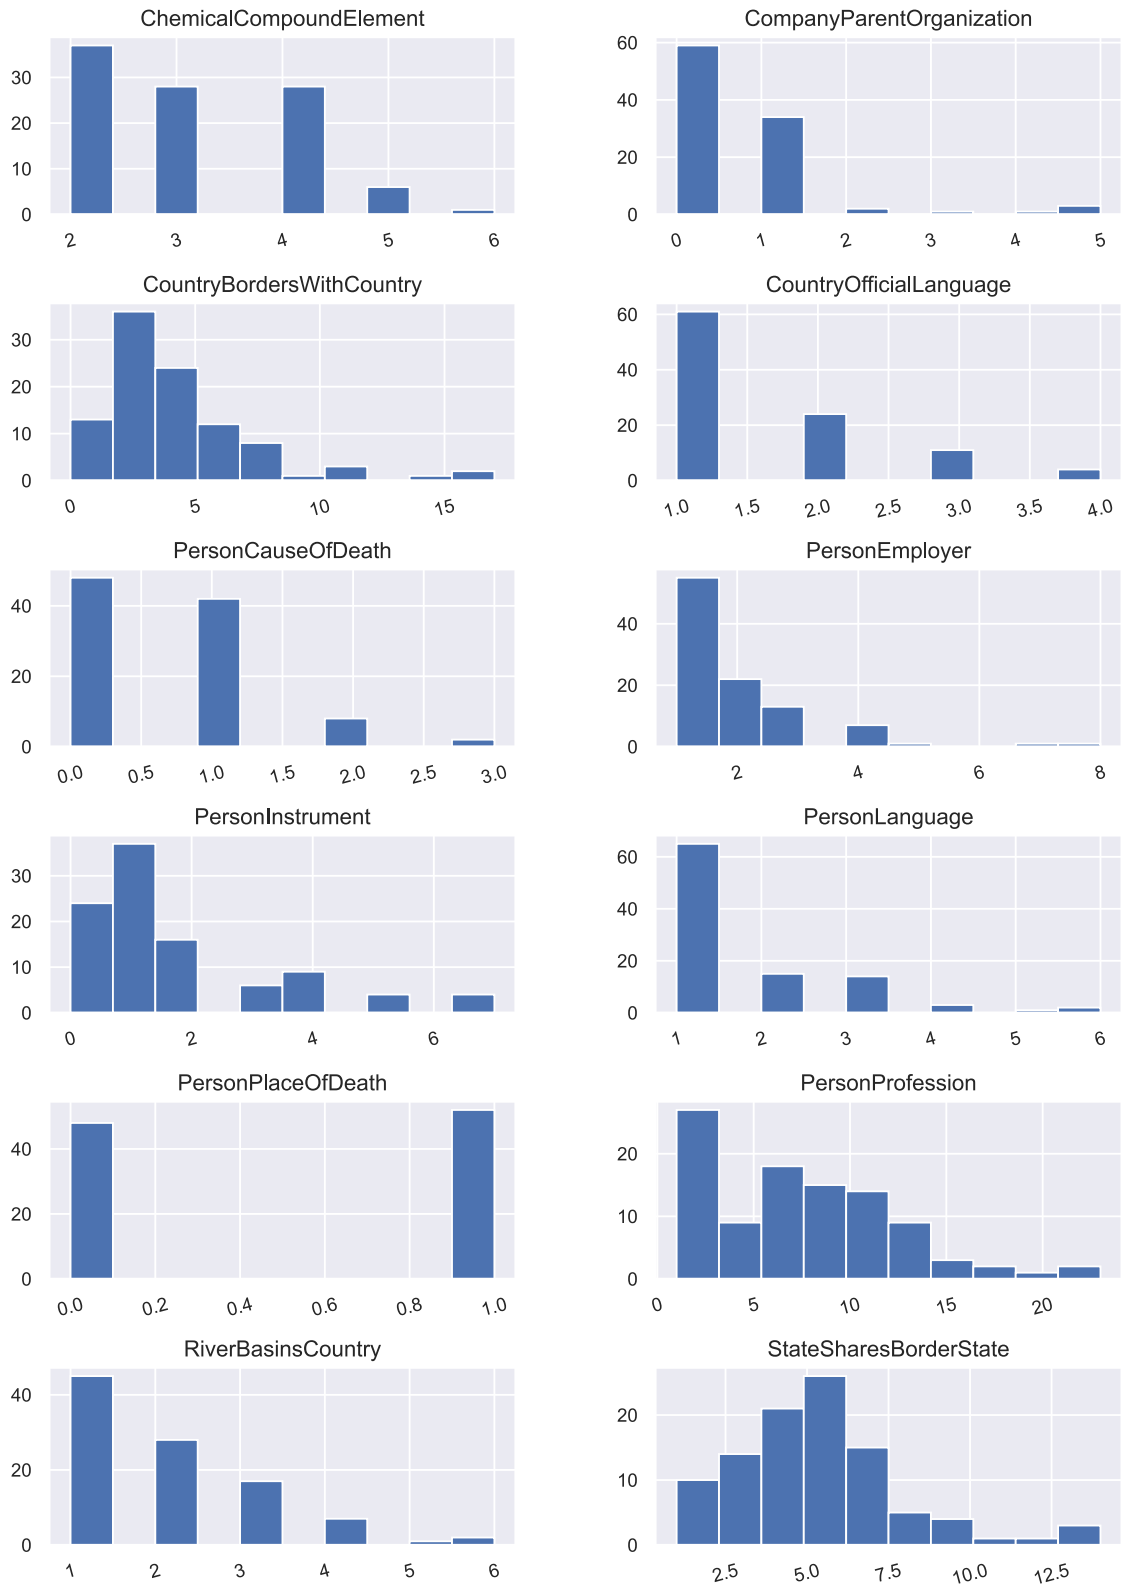 ChemicalCompoundElement
30
20
10
0
2 3 4 5 6
CompanyParentOrganization
60
40
20
0
0 1 2 3 4 5
CountryBordersWithCountry
30
20
10
0
0 5 10 15
CountryOfficialLanguage
60
40
20
0
1.0 1.5 2.0 2.5 3.0 3.5 4.0
PersonCauseOfDeath
40
20
0
0.0 0.5 1.0 1.5 2.0 2.5 3.0
PersonEmployer
40
20
0
2 4 6 8
PersonInstrument
30
20
10
0
0 2 4 6
PersonLanguage
60
40
20
0
1 2 3 4 5 6
PersonPlaceOfDeath
40
20
0
0.0 0.2 0.4 0.6 0.8 1.0
PersonProfession
20
10
0
0 5 10 15 20
RiverBasinsCountry
40
20
0
1 2 3 4 5 6
StateSharesBorderState
20
10
0
2.5 5.0 7.5 10.0 12.5